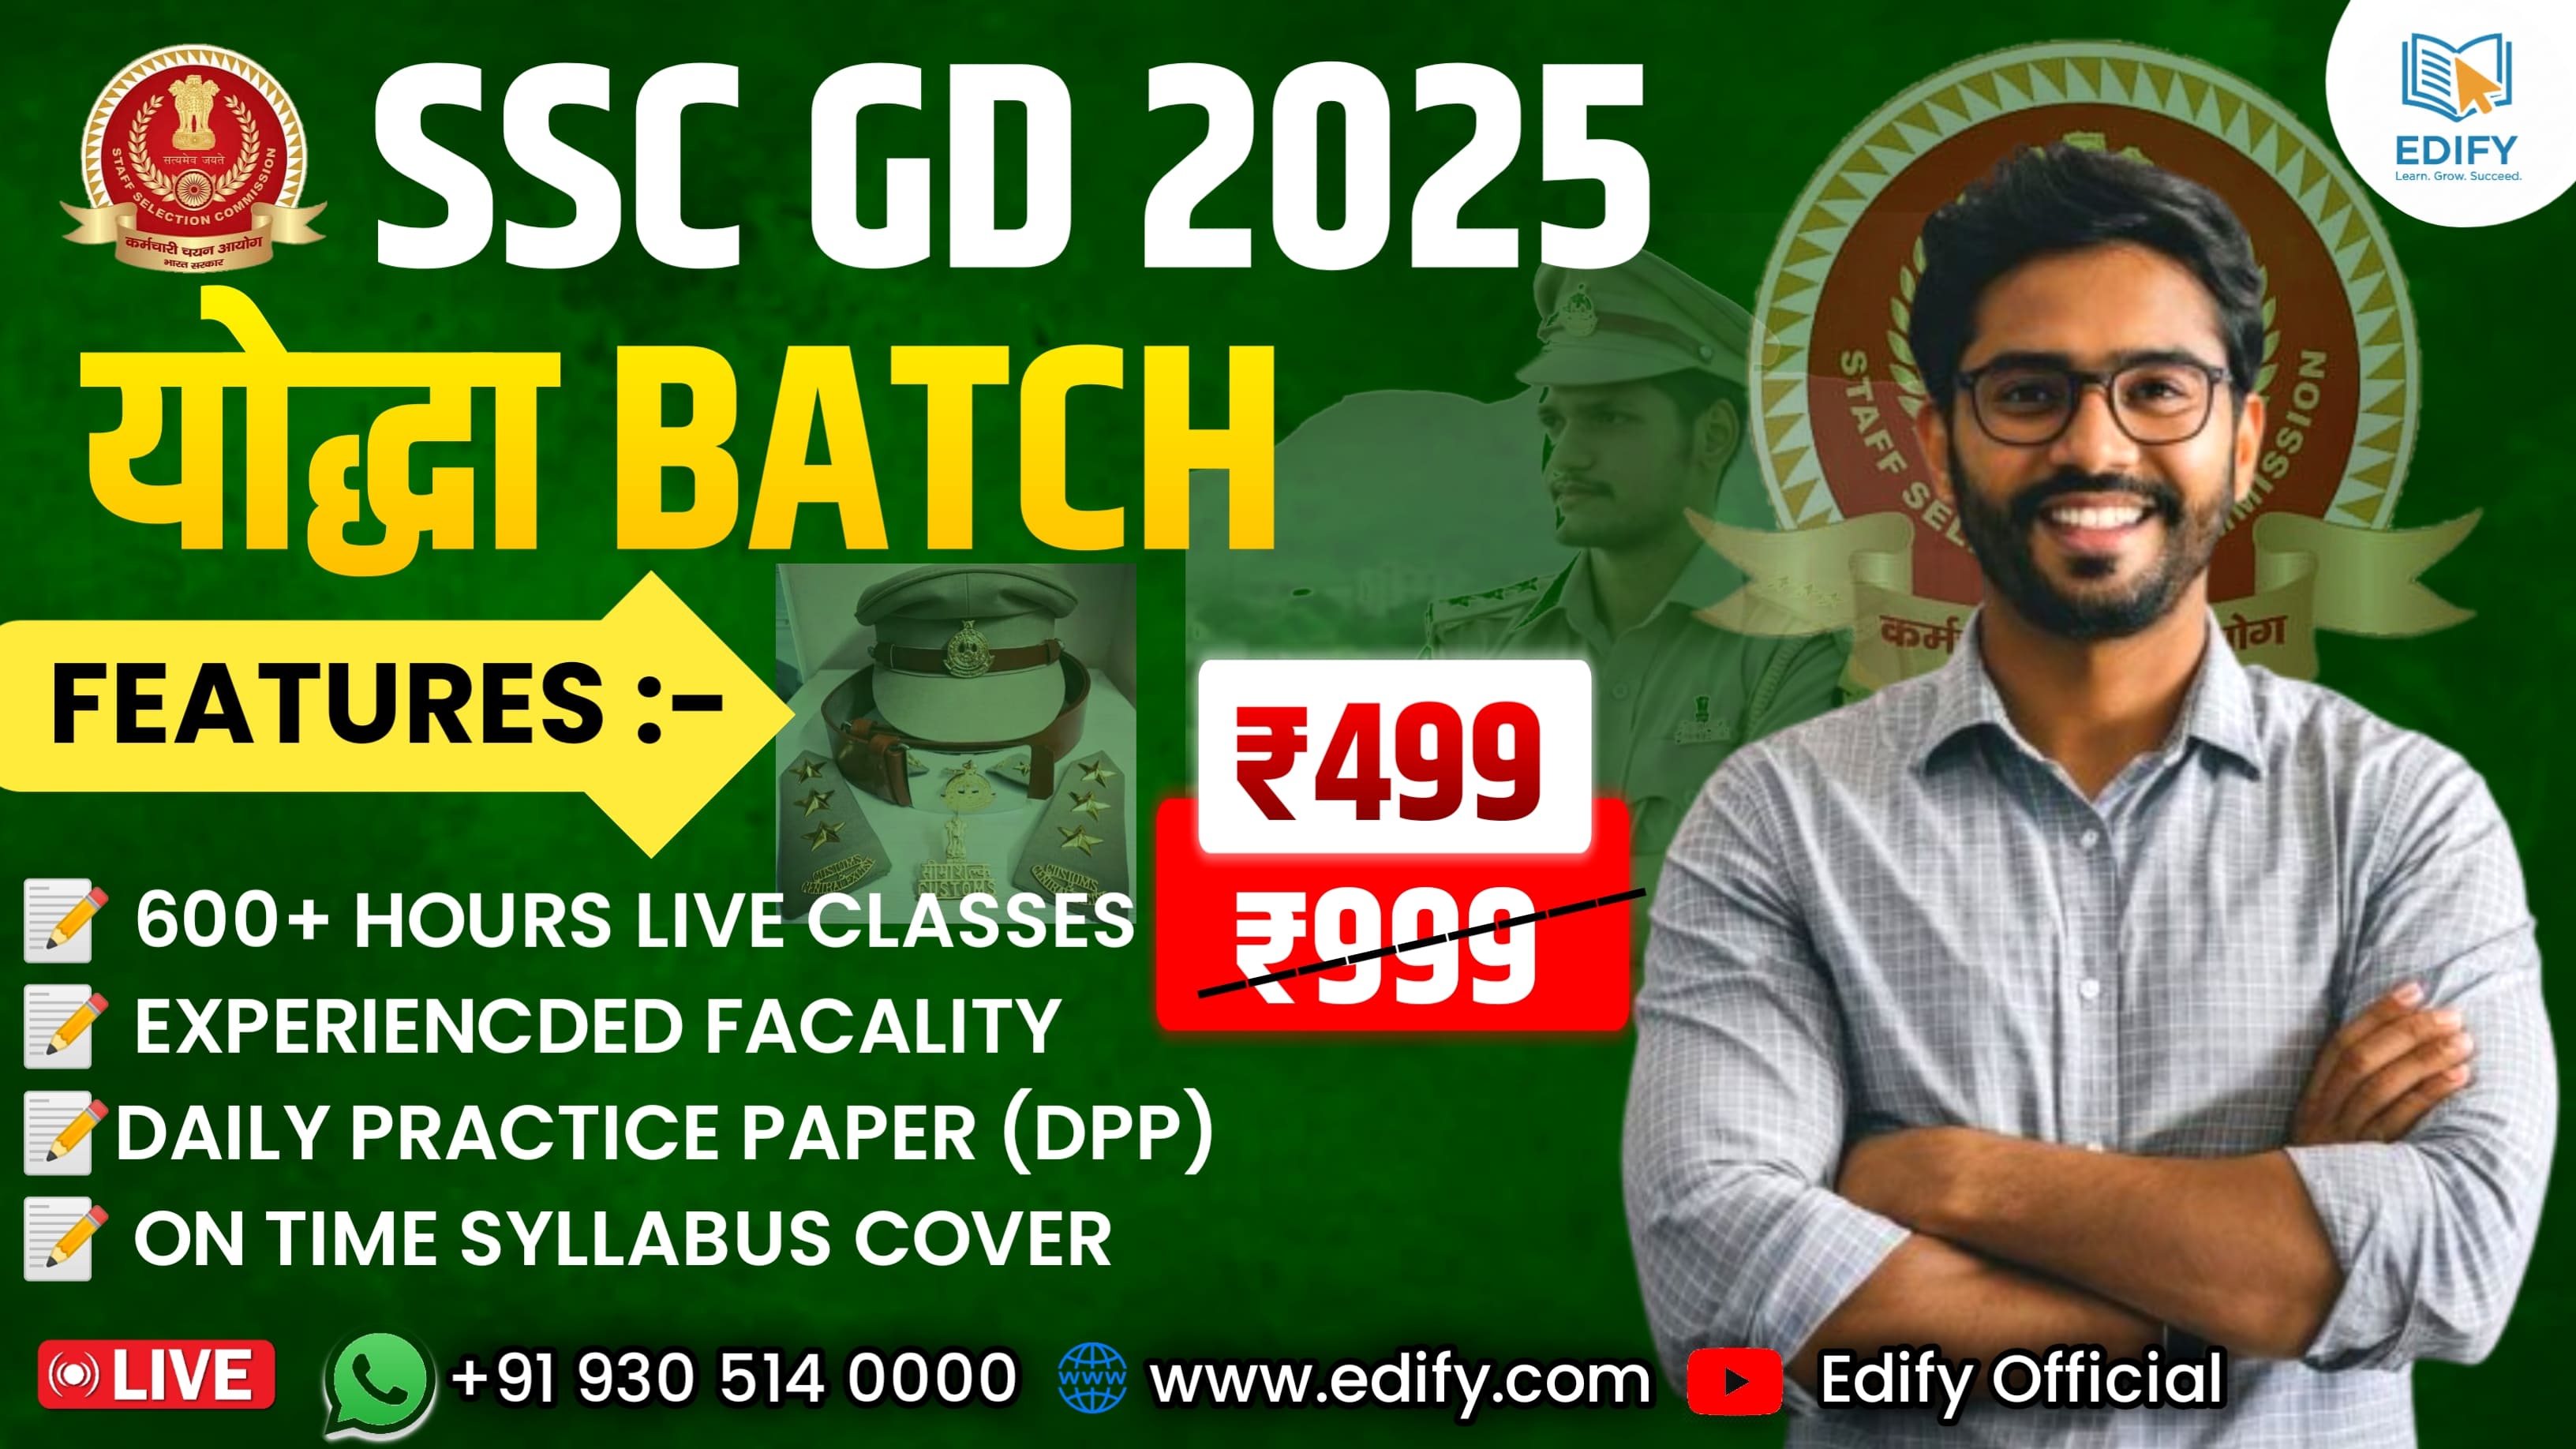 SSC GD 2025
सत्यमेव जयते
STAFF SELECTION COMMISSION
कर्मचारी चयन आयोग
भारत सरकार
EDIFY
Learn. Grow. Succeed.
योद्धा BATCH
FEATURES :-
₹499
₹999
CUSTOMS
600+ HOURS LIVE CLASSES
EXPERIENCDED FACALITY
DAILY PRACTICE PAPER (DPP)
ON TIME SYLLABUS COVER
LIVE
+91 930 514 0000
www
www.edify.com
Edify Official